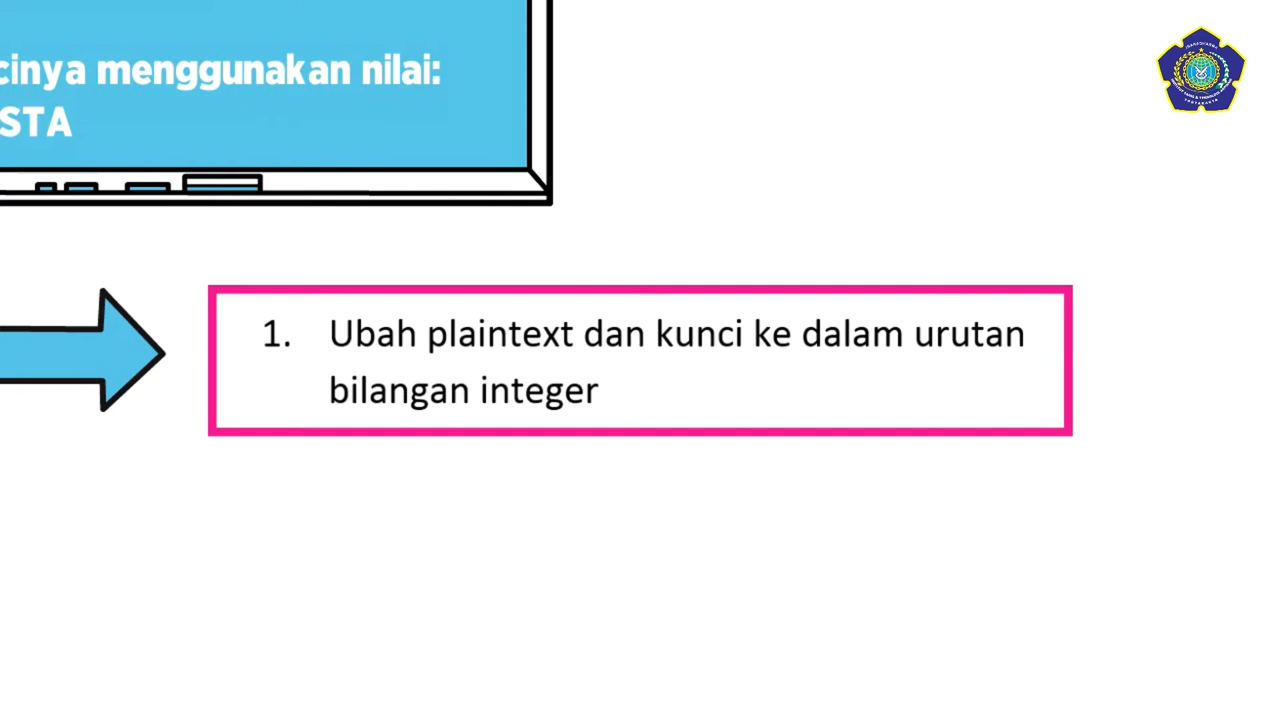 cinya menggunakan nilai:
STA
1. Ubah plaintext dan kunci ke dalam urutan
bilangan integer